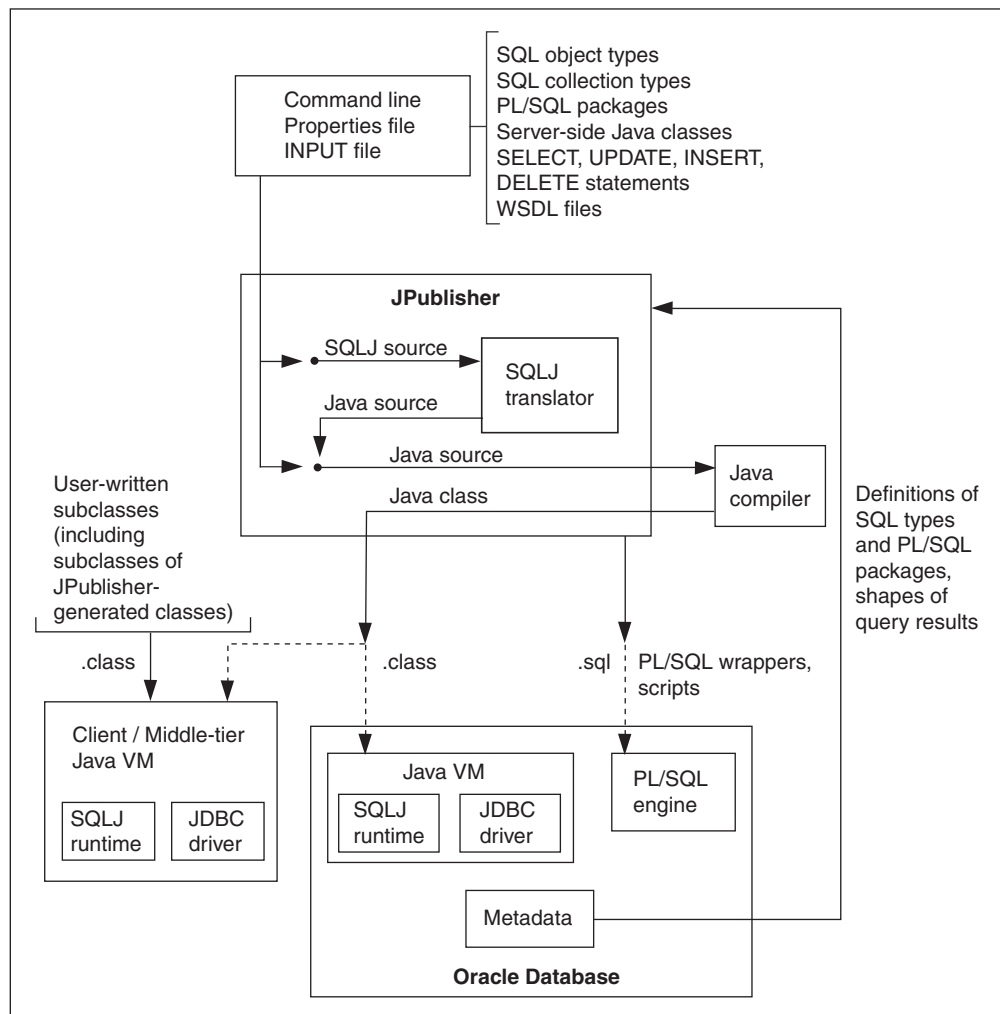 Command line
Properties file
INPUT file
SQL object types
SQL collection types
PL/SQL packages
Server-side Java classes
SELECT, UPDATE, INSERT,
DELETE statements
WSDL files
JPublisher
SQLJ source
SQLJ
translator
Java source
Java source
Java class
Java
compiler
User-written
subclasses
(including
subclasses of
JPublisher-
generated classes)
Definitions of
SQL types
and PL/SQL
packages,
shapes of
query results
.class
.class
.sql
PL/SQL wrappers,
scripts
Client / Middle-tier
Java VM
SQLJ
runtime
JDBC
driver
Java VM
SQLJ
runtime
JDBC
driver
PL/SQL
engine
Metadata
Oracle Database